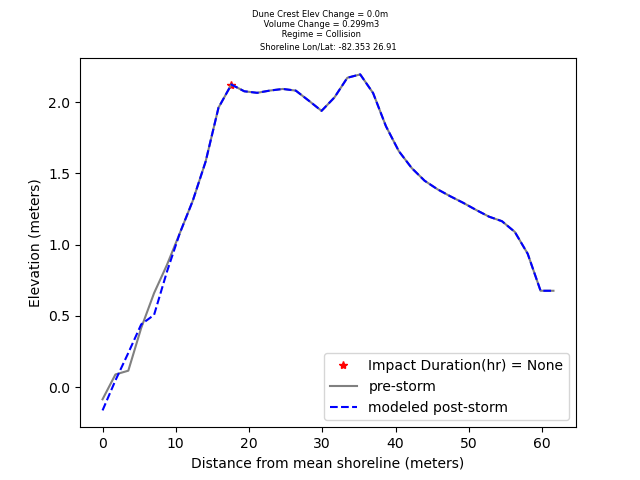 Dune Crest Elev Change = 0.0m
Volume Change = 0.299m3
Regime = Collision
Shoreline Lon/Lat: -82.353 26.91
2.0
1.5
1.0
0.5
0.0
Elevation (meters)
Impact Duration(hr) = None
pre-storm
modeled post-storm
0 10 20 30 40 50 60
Distance from mean shoreline (meters)